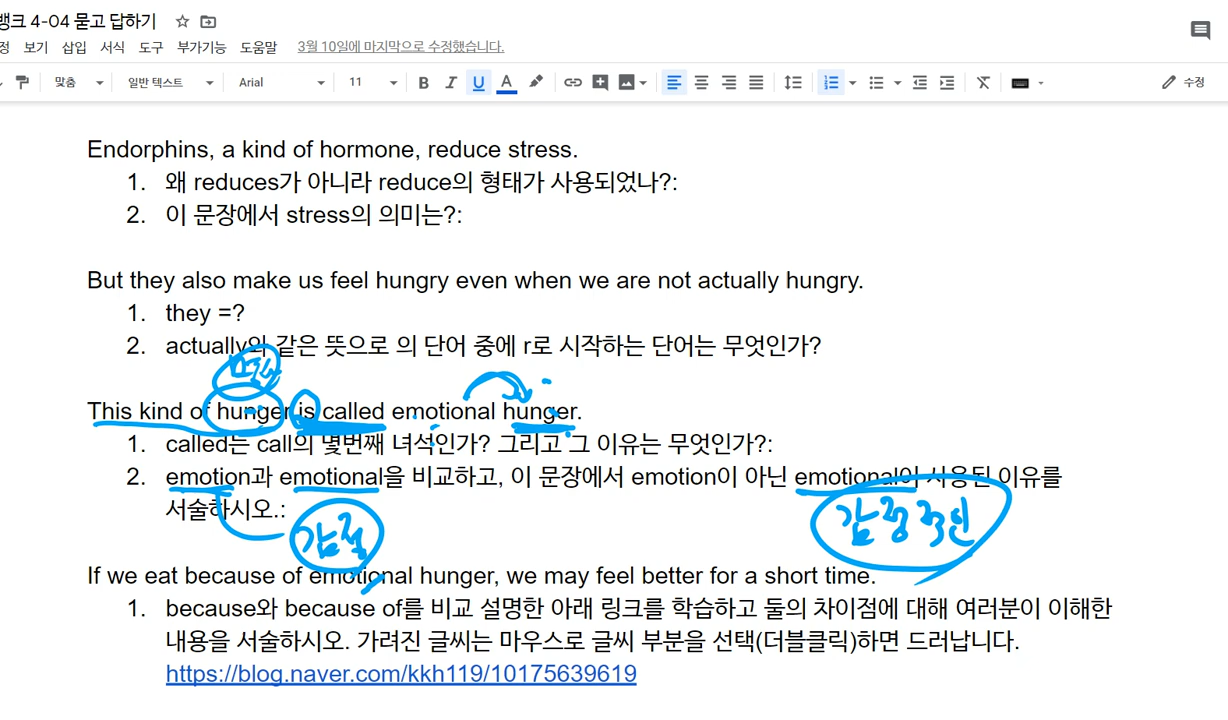 뱅크 4-04 묻고 답하기
정 보기 삽입 서식 도구 부가기능 도움말 3월 10일에 마지막으로 수정했습니다.
맞춤 일반 텍스트 Arial 11 B I U A 수정
Endorphins, a kind of hormone, reduce stress.
1. 왜 reduces가 아니라 reduce의 형태가 사용되었나?:
2. 이 문장에서 stress의 의미는?:
But they also make us feel hungry even when we are not actually hungry.
1. they =?
2. actually와 같은 뜻으로 의 단어 중에 r로 시작하는 단어는 무엇인가?
This kind of hunger is called emotional hunger.
1. called는 call의 몇번째 녀석인가? 그리고 그 이유는 무엇인가?:
2. emotion과 emotional을 비교하고, 이 문장에서 emotion이 아닌 emotional이 사용된 이유를
서술하시오.:
감정 감정적인
If we eat because of emotional hunger, we may feel better for a short time.
1. because와 because of를 비교 설명한 아래 링크를 학습하고 둘의 차이점에 대해 여러분이 이해한
내용을 서술하시오. 가려진 글씨는 마우스로 글씨 부분을 선택(더블클릭)하면 드러납니다.
https://blog.naver.com/kkh119/10175639619